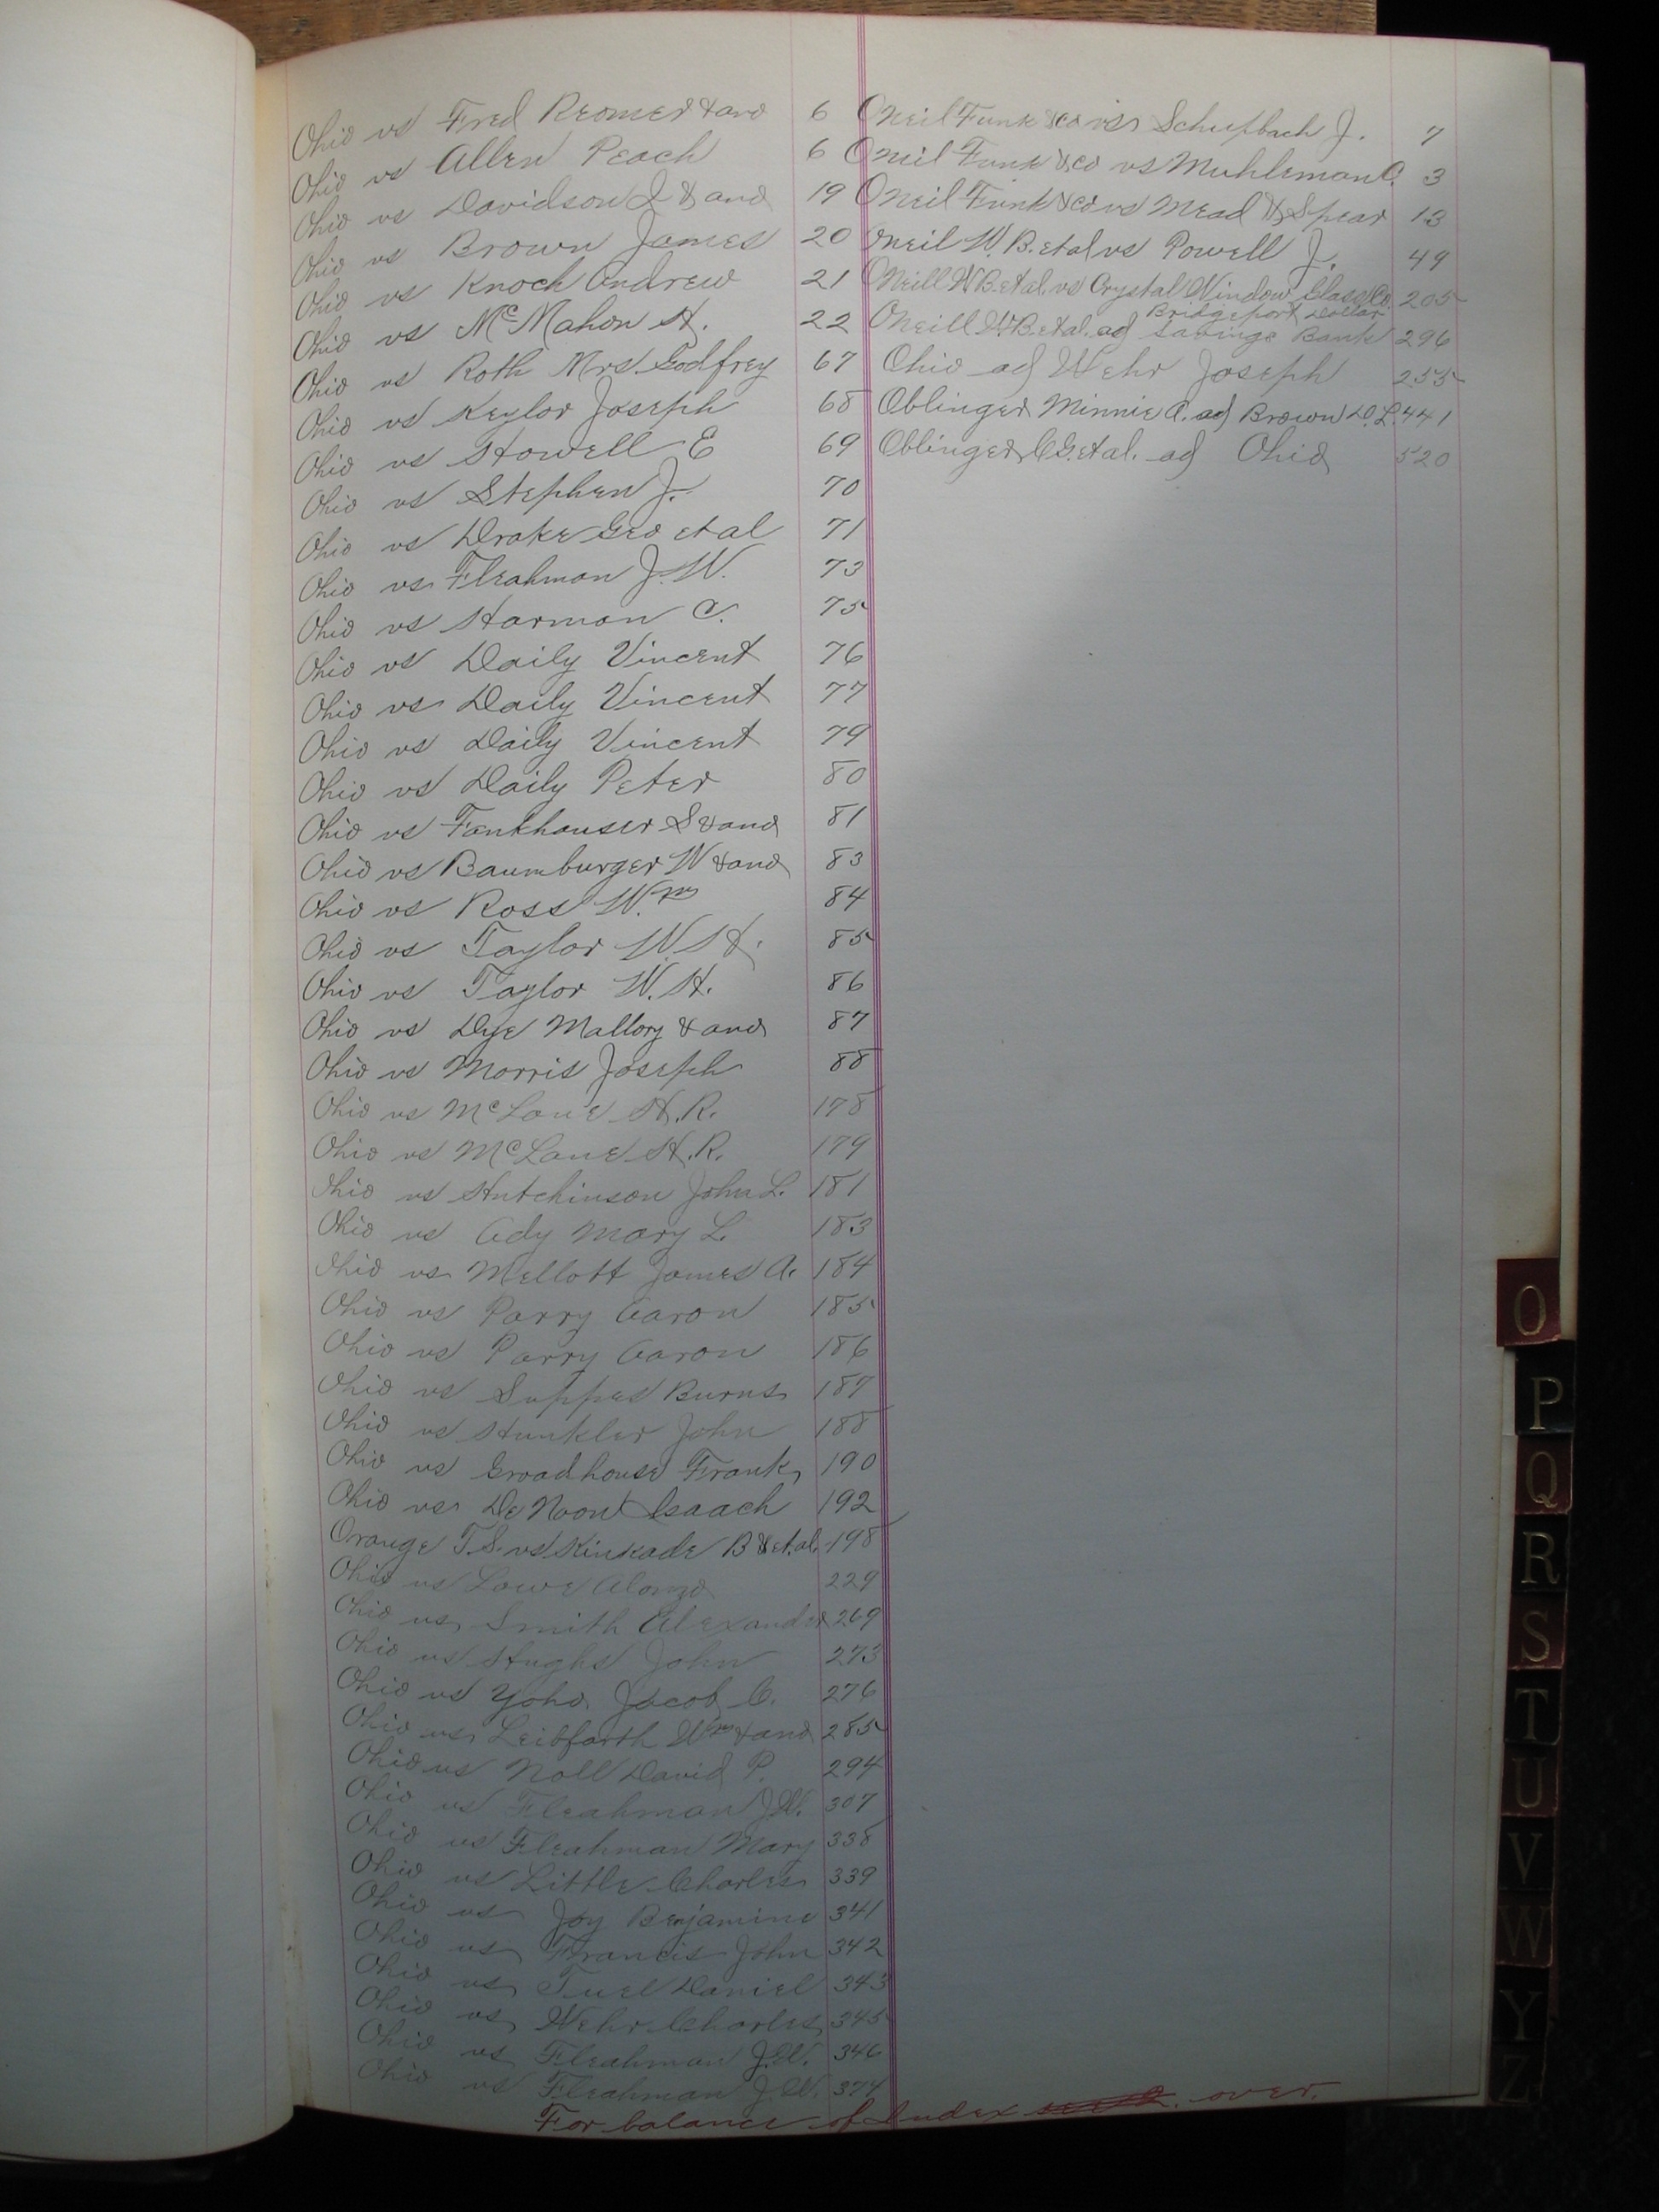 Ohio vs Fred Reomer & ano 6
Ohio vs Allen Peach 6
Ohio vs Davidson I & ano 19
Ohio vs Brown James 20
Ohio vs Knoch Andrew 21
Ohio vs McMahon H. 22
Ohio vs Roth Mrs Godfrey 67
Ohio vs Keylor Joseph 68
Ohio vs Howell E 69
Ohio vs Stephen J. 70
Ohio vs Drake Geo et al 71
Ohio vs Fleahman J. W. 73
Ohio vs Harmon C. 75
Ohio vs Daily Vincent 76
Ohio vs Daily Vincent 77
Ohio vs Daily Vincent 79
Ohio vs Daily Peter 80
Ohio vs Fankhauser S & ano 81
Ohio vs Baumburger W & ano 83
Ohio vs Ross Wm 84
Ohio vs Taylor W. H. 85
Ohio vs Taylor W. H. 86
Ohio vs Dye Mallory & ano 87
Ohio vs Morris Joseph 88
Ohio vs McLane H. R. 178
Ohio vs McLane H. R. 179
Ohio vs Hutchinson John L. 181
Ohio vs Ady Mary L. 183
Ohio vs Mellott James A. 184
Ohio vs Parry Aaron 185
Ohio vs Parry Aaron 186
Ohio vs Suppes Burns 187
Ohio vs Hunkler John 188
Ohio vs Broadhouse Frank 190
Ohio vs DeNoon Isaach 192
Orange T. S. vs Kinkade B & et al. 198
Ohio vs Lowe Alonzo 229
Ohio vs Smith Alexander 269
Ohio vs Hughs John 273
Ohio vs Yoho Jacob C. 276
Ohio vs Leibfarth Wm & ano 285
Ohio vs Noll David P. 294
Ohio vs Fleahman J. W. 307
Ohio vs Fleahman Mary 338
Ohio vs Little Charles 339
Ohio vs Joy Benjamine 341
Ohio vs Francis John 342
Ohio vs Tuel Daniel 343
Ohio vs Wehr Charles 345
Ohio vs Fleahman J. W. 346
Ohio vs Fleahman J. W. 374
For balance of Index over.
Oneil Funk & co vs Schupbach J. 7
Oneil Funk & co vs Muhleman C. 3
Oneil Funk & co vs Mead & Spear 13
Oneil W. B. et al vs Powell J. 49
ONeill W B. et al. vs Crystal Window Glass Co. 205
Bridgeport Dollar
ONeill W. B. et al. ad Savings Bank 296
Ohio ad Wehr Joseph 255
Oblinger Minnie C. ad Brown D. L. 441
Oblinger C G. et al. ad Ohio 520
O
P
Q
R
S
T
U
V
W
Y
Z